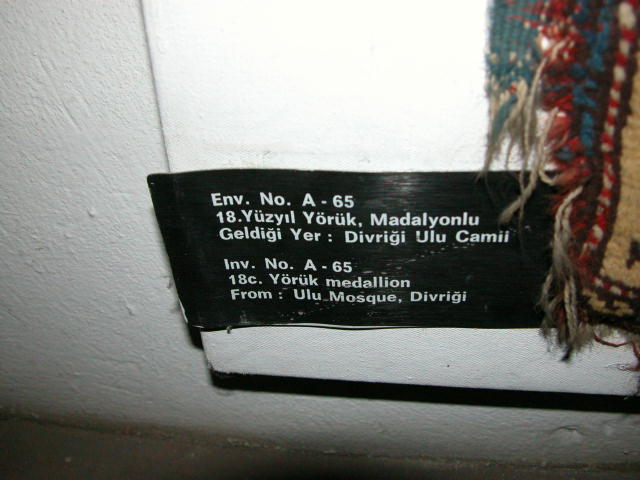 Env. No. A - 65
18.Yüzyıl Yörük, Madalyonlu
Geldiği Yer : Divriği Ulu Camii
Inv. No. A - 65
18c. Yörük medallion
From : Ulu Mosque, Divriği